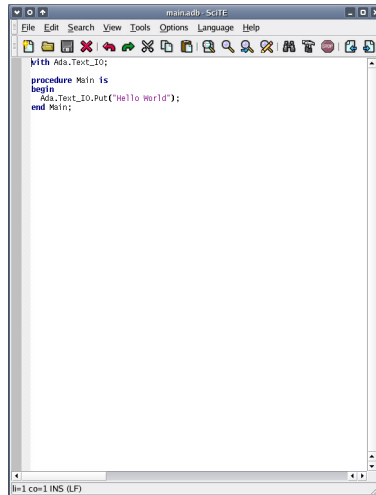 main.adb - SciTE
File Edit Search View Tools Options Language Help
STOP
with Ada.Text_IO;
procedure Main is
begin
Ada.Text_IO.Put("Hello World");
end Main;
li=1 co=1 INS (LF)